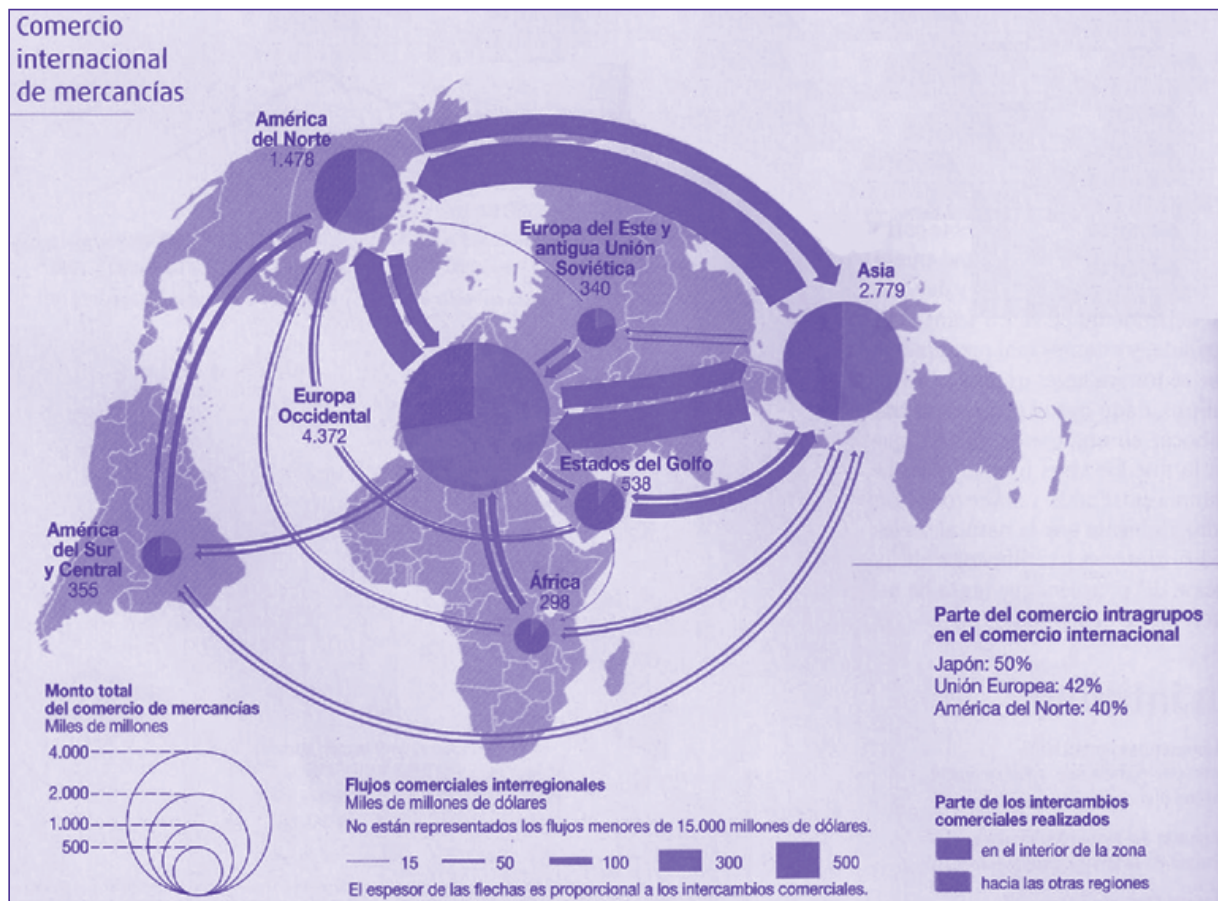 Comercio
internacional
de mercancías
América
del Norte
1.478
Europa del Este y
antigua Unión
Soviética
340
Asia
2.779
Europa
Occidental
4.372
Estados del Golfo
538
América
del Sur
y Central
355
África
298
Parte del comercio intragrupos
en el comercio internacional
Japón: 50%
Unión Europea: 42%
América del Norte: 40%
Monto total
del comercio de mercancías
Miles de millones
4.000
2.000
1.000
500
Flujos comerciales interregionales
Miles de millones de dólares
No están representados los flujos menores de 15.000 millones de dólares.
15 50 100 300 500
El espesor de las flechas es proporcional a los intercambios comerciales.
Parte de los intercambios
comerciales realizados
en el interior de la zona
hacia las otras regiones